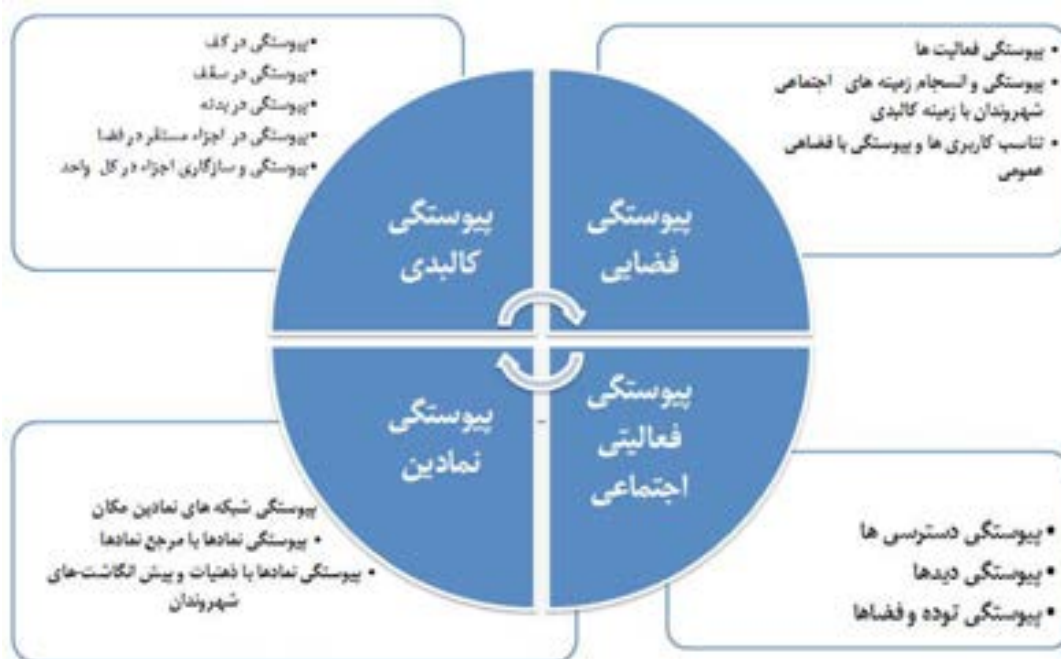 • پیوستگی فعالیت ها
• پیوستگی و انسجام زمینه های اجتماعی
شهروندان با زمینه کالبدی
• تناسب کاربری ها و پیوستگی با فضاهی
عمومی
•پیوستگی در کف
•پیوستگی در سقف
•پیوستگی در بدنه
•پیوستگی در اجزاء مستقر در فضا
•پیوستگی و سازگاری اجزاء در کل واحد
پیوستگی
فضایی
پیوستگی
کالبدی
پیوستگی
فعالیتی
اجتماعی
پیوستگی
نمادین
• پیوستگی دسترسی ها
• پیوستگی دیدها
• پیوستگی توده و فضاها
پیوستگی شبکه های نمادین مکان
• پیوستگی نمادها با مرجع نمادها
• پیوستگی نمادها با ذهنیات و پیش انگاشت-های
شهروندان